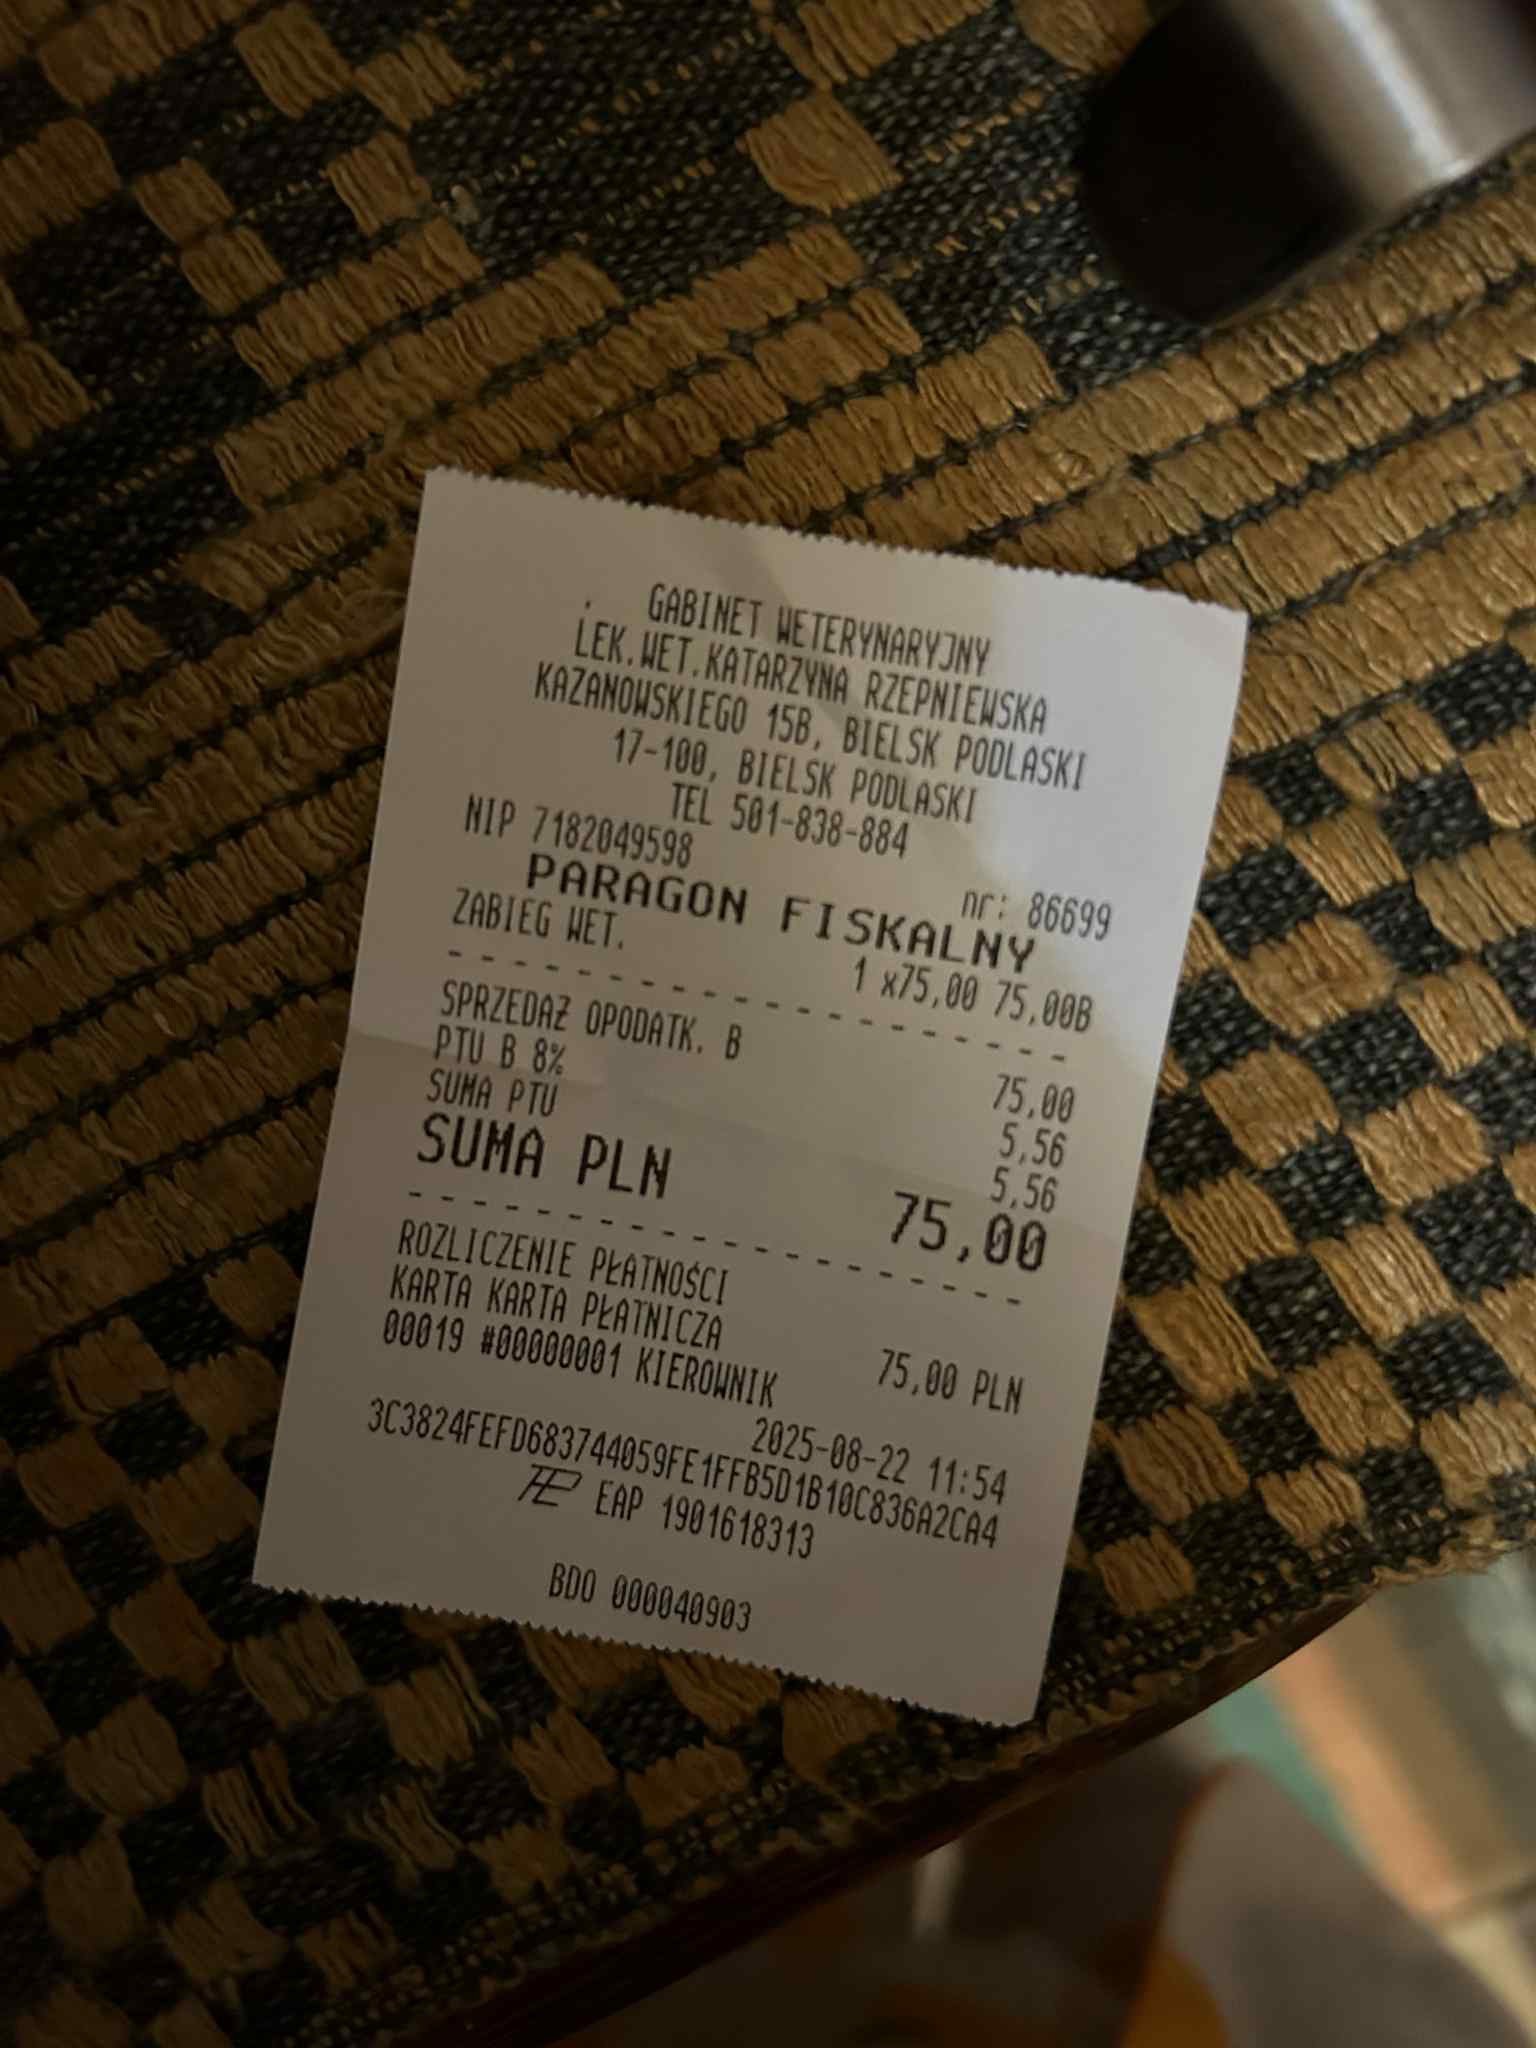 GABINET WETERYNARYJNY
LEK.WET.KATARZYNA RZEPNIEWSKA
KAZANOWSKIEGO 15B, BIELSK PODLASKI
17-100, BIELSK PODLASKI
TEL 501-838-884
NIP 7182049598 nr: 86699
PARAGON FISKALNY
ZABIEG WET. 1 x75,00 75,00B
SPRZEDAŻ OPODATK. B 75,00
PTU B 8% 5,56
SUMA PTU 5,56
SUMA PLN 75,00
ROZLICZENIE PŁATNOŚCI
KARTA KARTA PŁATNICZA 75,00 PLN
00019 #00000001 KIEROWNIK 2025-08-22 11:54
3C3824FEFD683744059FE1FFB5D1B10C836A2CA4
EAP 1901618313
BDO 000040903